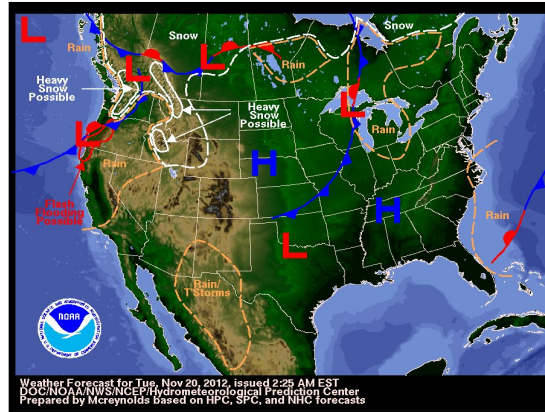 L
Rain
Snow
Snow
L
L
Rain
Heavy
Snow
Possible
Heavy
Snow
Possible
L
L
Rain
Rain
H
Flash
Flooding
Possible
H
Rain
L
Rain/
T'Storms
NOAA
Weather Forecast for Tue, Nov 20, 2012, issued 2:25 AM EST
DOC/NOAA/NWS/NCEP/Hydrometeorological Prediction Center
Prepared by Mcreynolds based on HPC, SPC, and NHC forecasts